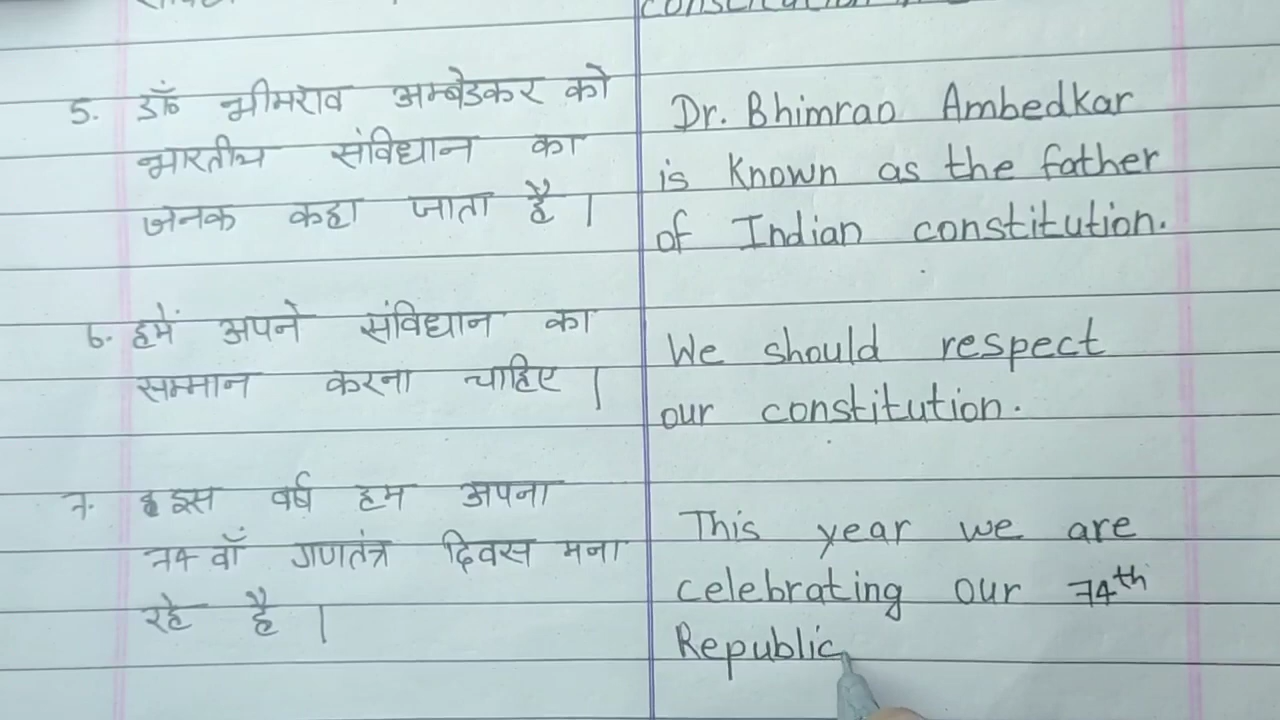 5. डॉ भीमराव अम्बेडकर को
भारतीय संविधान का
जनक कहा जाता है |
Dr. Bhimrao Ambedkar
is Known as the father
of Indian constitution.
6. हमें अपने संविधान का
सम्मान करना चाहिए |
We should respect
our constitution.
7. इस वर्ष हम अपना
74 वाँ गणतंत्र दिवस मना
रहे है |
This year we are
celebrating our 74th
Republic